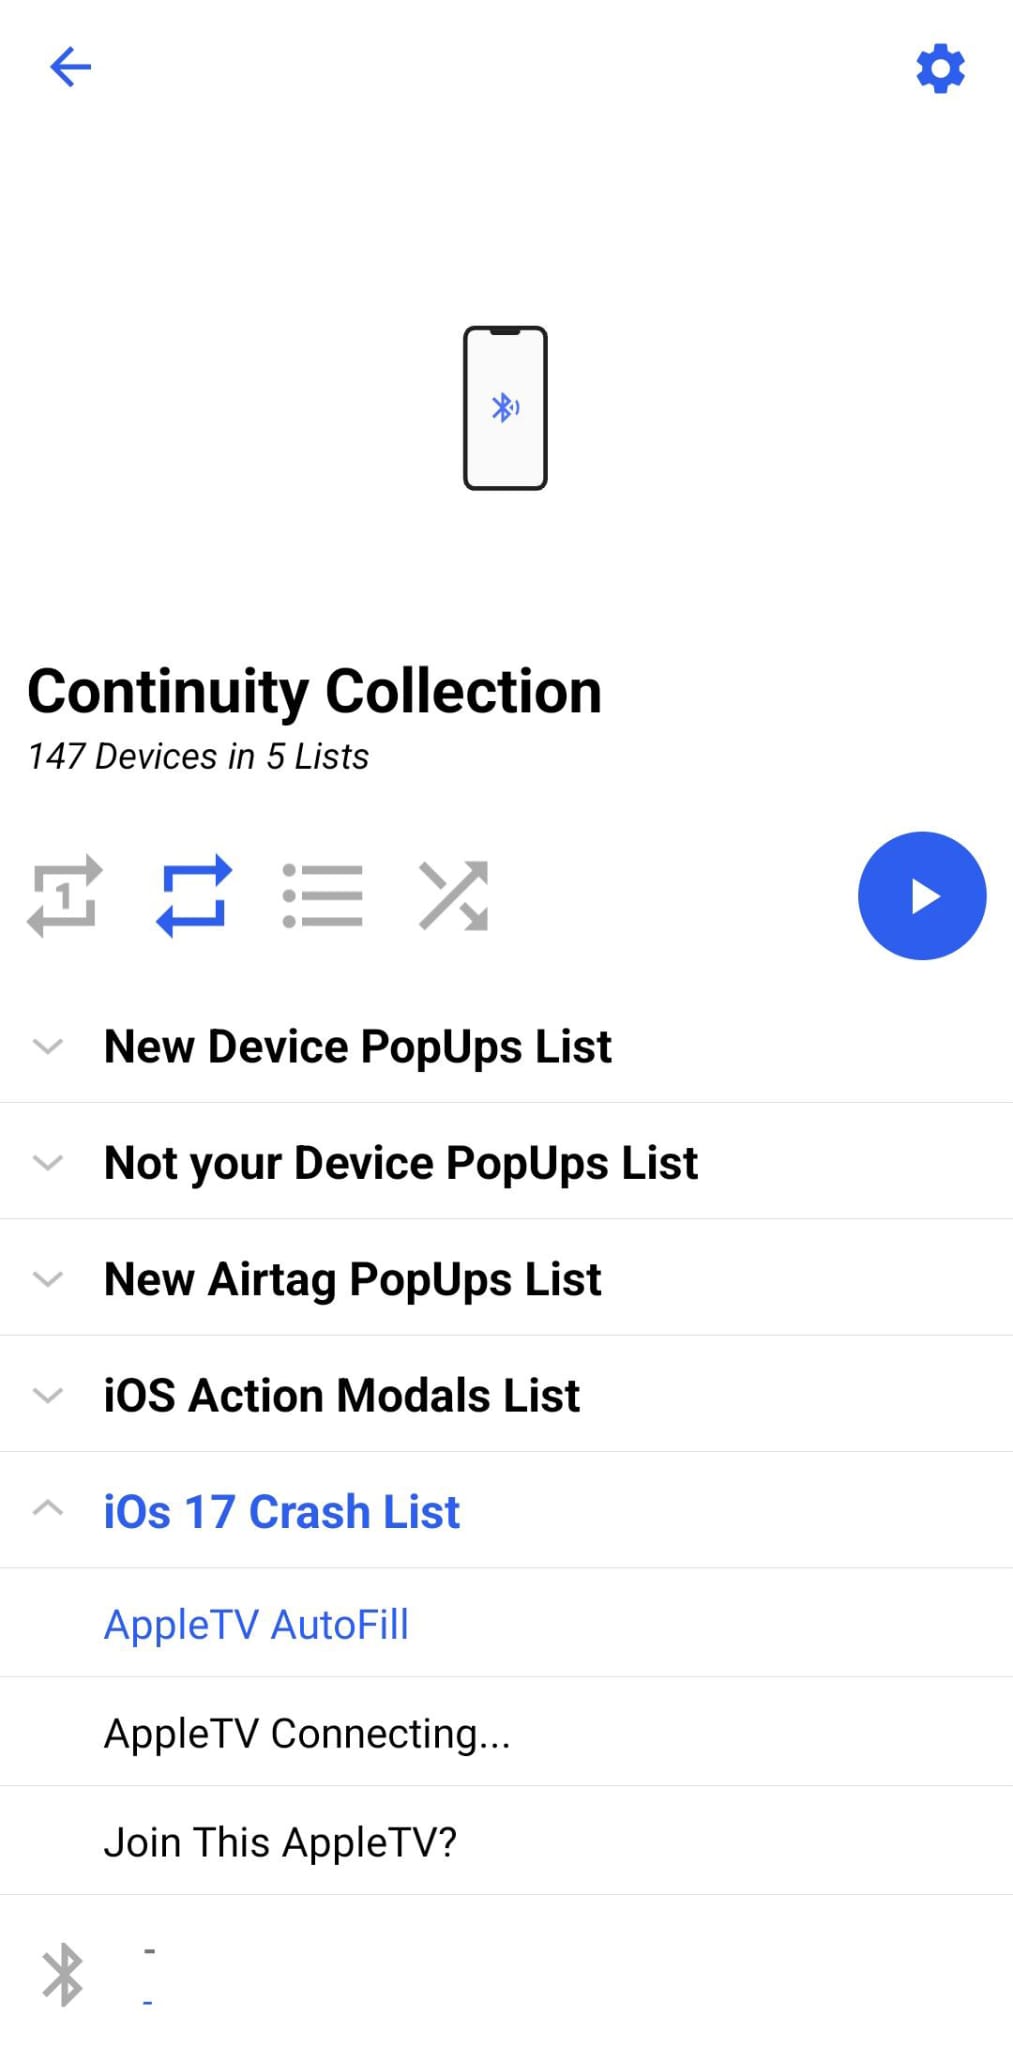 Continuity Collection
147 Devices in 5 Lists
1
New Device PopUps List
Not your Device PopUps List
New Airtag PopUps List
iOS Action Modals List
iOs 17 Crash List
AppleTV AutoFill
AppleTV Connecting...
Join This AppleTV?
-
-